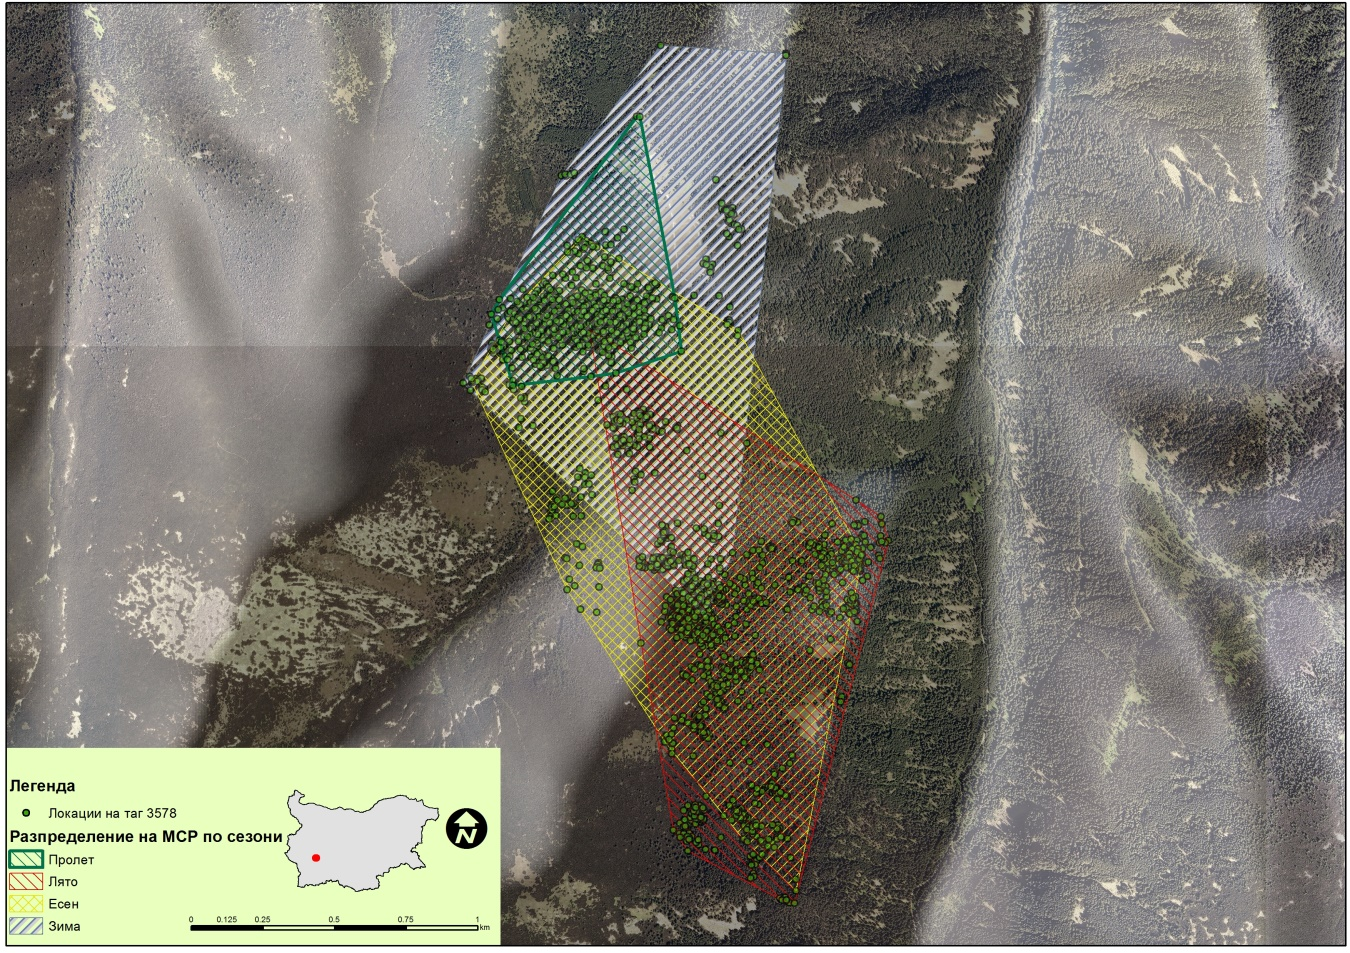 Легенда
Локации на таг 3578
Разпределение на МСР по сезони
Пролет
Лято
Есен
Зима
N
0 0.125 0.25 0.5 0.75 1
km